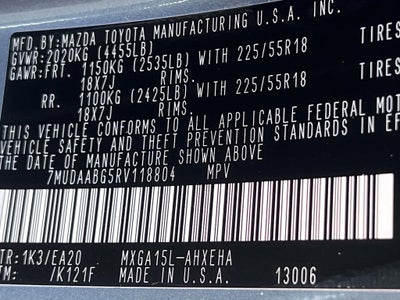 MFD.BY:MAZDA TOYOTA MANUFACTURING U.S.A. INC.
GVWR:2020KG (4455LB)
GAWR:FRT. 1150KG (2535LB) WITH 225/55R18 TIRES
18X7J RIMS.
RR. 1100KG (2425LB) WITH 225/55R18 TIRES
18X7J RIMS.
THIS VEHICLE CONFORMS TO ALL APPLICABLE FEDERAL MOT
VEHICLE SAFETY AND THEFT PREVENTION STANDARDS IN EF
THE DATE OF MANUFACTURE SHOWN ABOVE
7MUDAABG5RV118804 MPV
TR:1K3/EA20 MXGA15L-AHXEHA
TM: /K121F MADE IN U.S.A. 13006